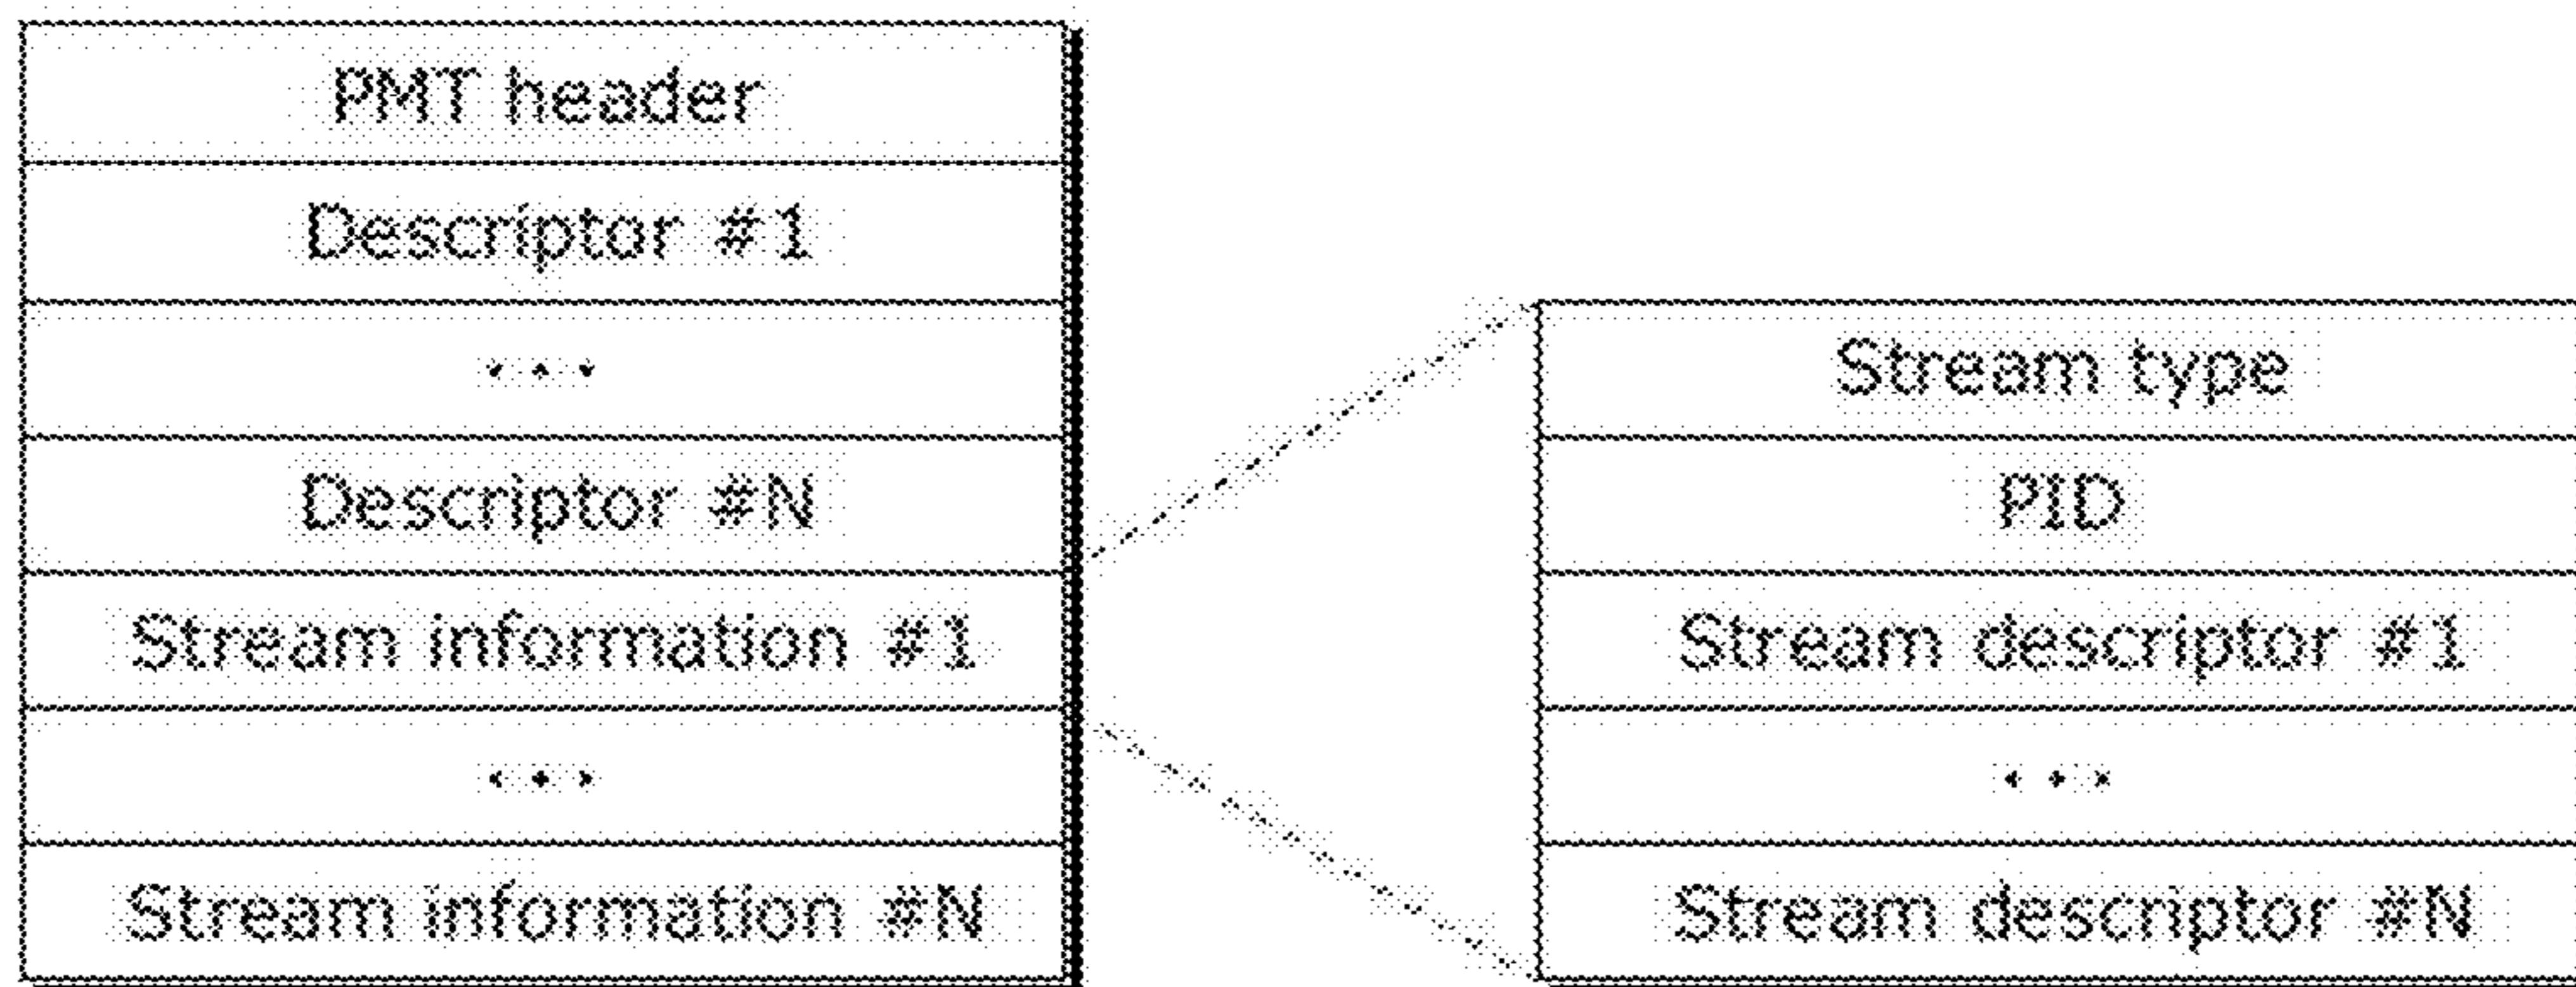 PMT header
Descriptor #1
...
Descriptor #N
Stream information #1
...
Stream information #N
Stream type
PID
Stream descriptor #1
...
Stream descriptor #N